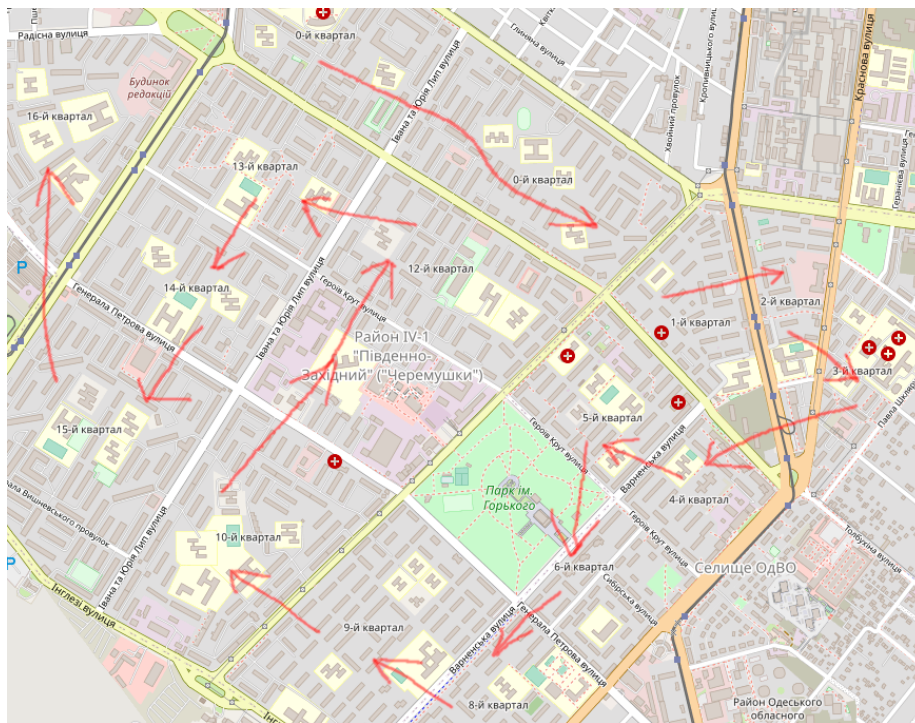 Радісна вулиця
0-й квартал
Глиняна вулиця
Хвойний провулок
Кропивницького вулиця
Краснова вулиця
Будинок
редакцій
Івана та Юрія Лип вулиця
16-й квартал
13-й квартал
0-й квартал
Геранієва вулиця
P
12-й квартал
14-й квартал
Генерала Петрова вулиця
Героїв Крут вулиця
2-й квартал
1-й квартал
Район IV-1
"Південно-
Західний" ("Черемушки")
Івана та Юрія Лип вулиця
3-й квартал
15-й квартал
5-й квартал
Героїв Крут вулиця
Варненська вулиця
Парк ім.
Горького
4-й квартал
Вишневського провулок
10-й квартал
Героїв Крут вулиця
Толбухіна вулиця
P
Івана та Юрія Лип вулиця
6-й квартал
Селище ОдВО
Сибірська вулиця
Інглезі вулиця
9-й квартал
Генерала Петрова вулиця
Варненська вулиця
8-й квартал
Район Одеського
обласного